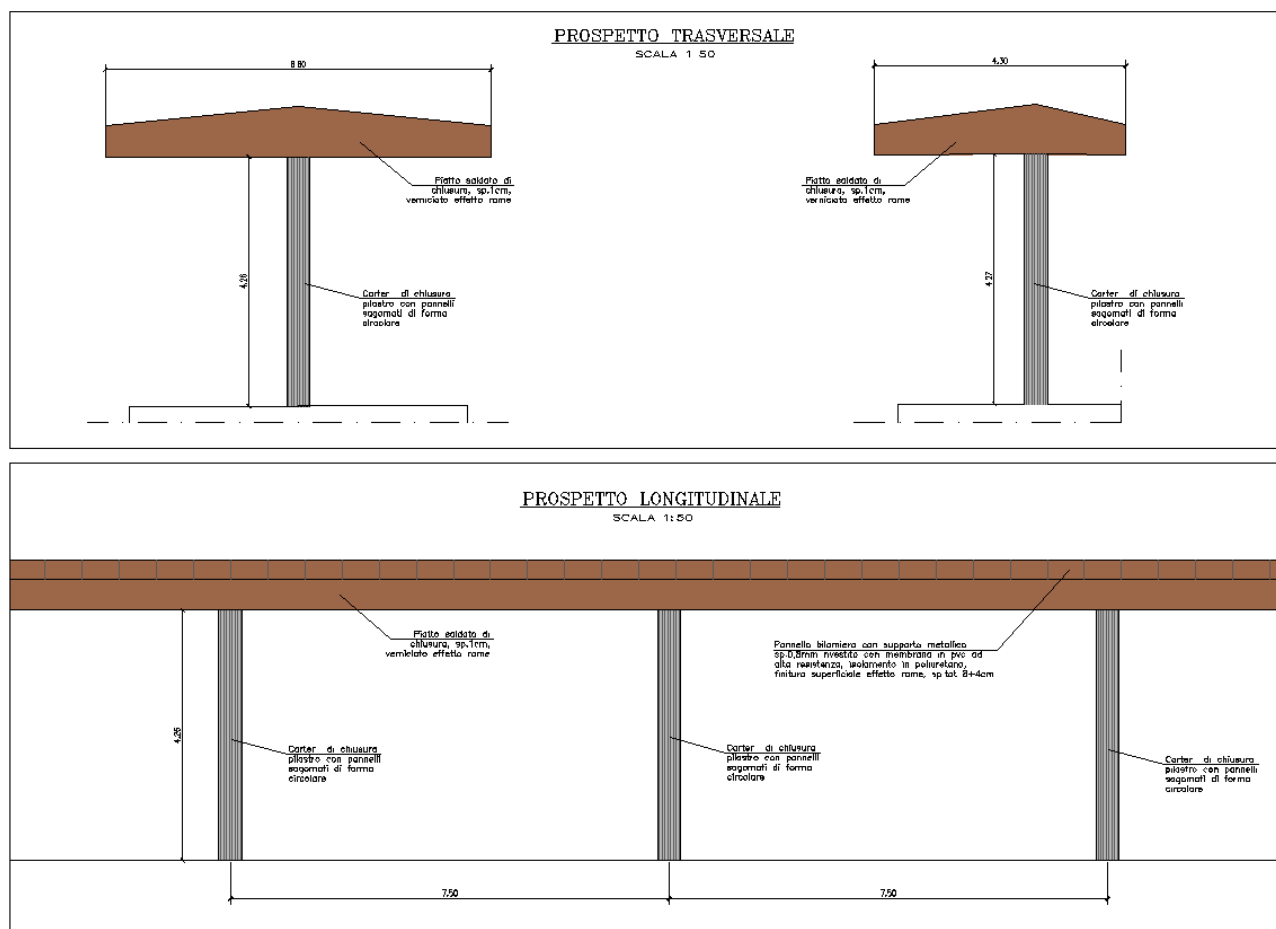 PROSPETTO TRASVERSALE
SCALA 1 50
6.60
4.30
Piatto saldato di
chiusura, sp.1cm,
verniciato effetto rame
Piatto saldato di
chiusura, sp.1cm,
verniciato effetto rame
4.26
4.27
Carter di chiusura
pilastro con pannelli
sagomati di forma
circolare
Carter di chiusura
pilastro con pannelli
sagomati di forma
circolare
PROSPETTO LONGITUDINALE
SCALA 1:50
Piatto saldato di
chiusura, sp.1cm,
verniciato effetto rame
Pannello bilamiera con supporto metallico
sp.0,8mm rivestito con membrana in pvc ad
alta resistenza, isolamento in poliuretano,
finitura superficiale effetto rame, sp tot 8+4cm
4.26
Carter di chiusura
pilastro con pannelli
sagomati di forma
circolare
Carter di chiusura
pilastro con pannelli
sagomati di forma
circolare
Carter di chiusura
pilastro con pannelli
sagomati di forma
circolare
7.50
7.50